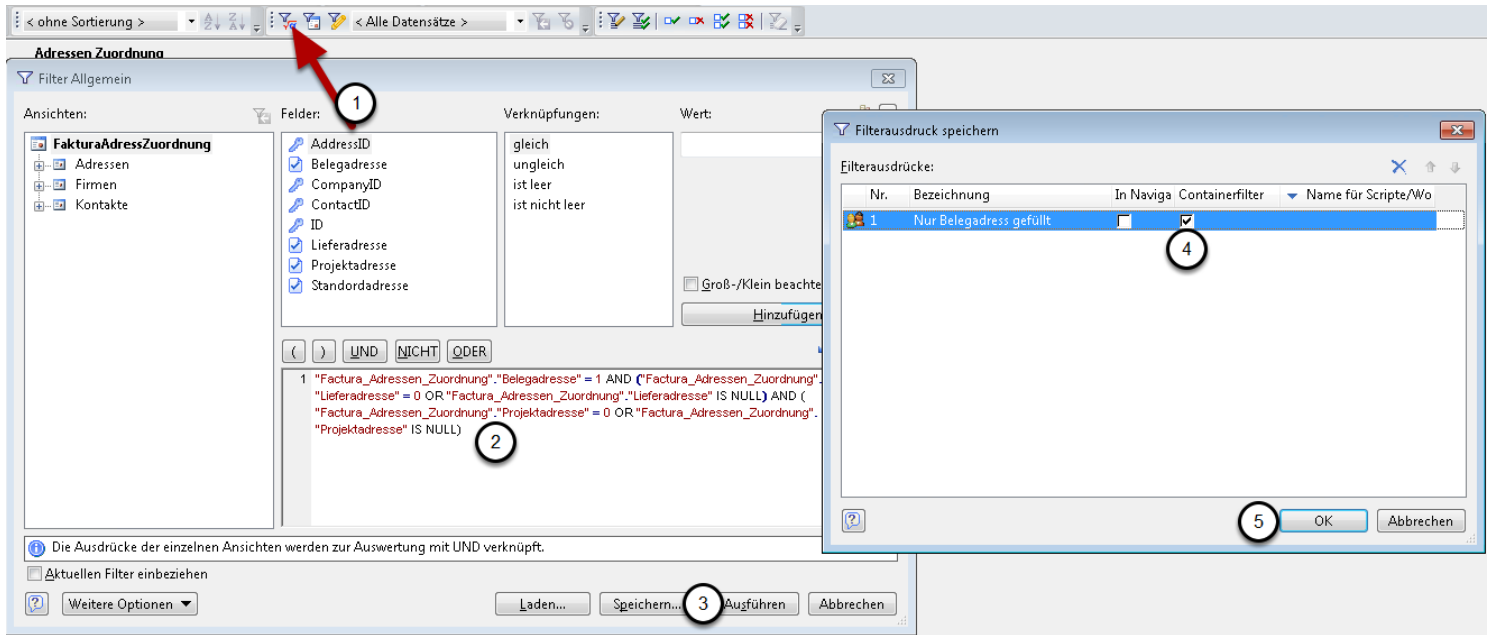 < ohne Sortierung > < Alle Datensätze >
Adressen Zuordnung
Filter Allgemein
1
Ansichten: Felder: Verknüpfungen: Wert:
FakturaAdressZuordnung
Adressen
Firmen
Kontakte
AddressID
Belegadresse
CompanyID
ContactID
ID
Lieferadresse
Projektadresse
Standordadresse
gleich
ungleich
ist leer
ist nicht leer
Groß-/Klein beachte
Hinzufügen
( ) UND NICHT ODER
1 "Factura_Adressen_Zuordnung"."Belegadresse" = 1 AND ("Factura_Adressen_Zuordnung".
"Lieferadresse" = 0 OR "Factura_Adressen_Zuordnung"."Lieferadresse" IS NULL) AND (
"Factura_Adressen_Zuordnung"."Projektadresse" = 0 OR "Factura_Adressen_Zuordnung".
"Projektadresse" IS NULL)
2
Die Ausdrücke der einzelnen Ansichten werden zur Auswertung mit UND verknüpft.
Aktuellen Filter einbeziehen
Weitere Optionen Laden... Speichern... 3 Ausführen Abbrechen
Filterausdruck speichern
Filterausdrücke:
Nr. Bezeichnung In Naviga Containerfilter Name für Scripte/Wo
1 Nur Belegadress gefüllt
4
5 OK Abbrechen